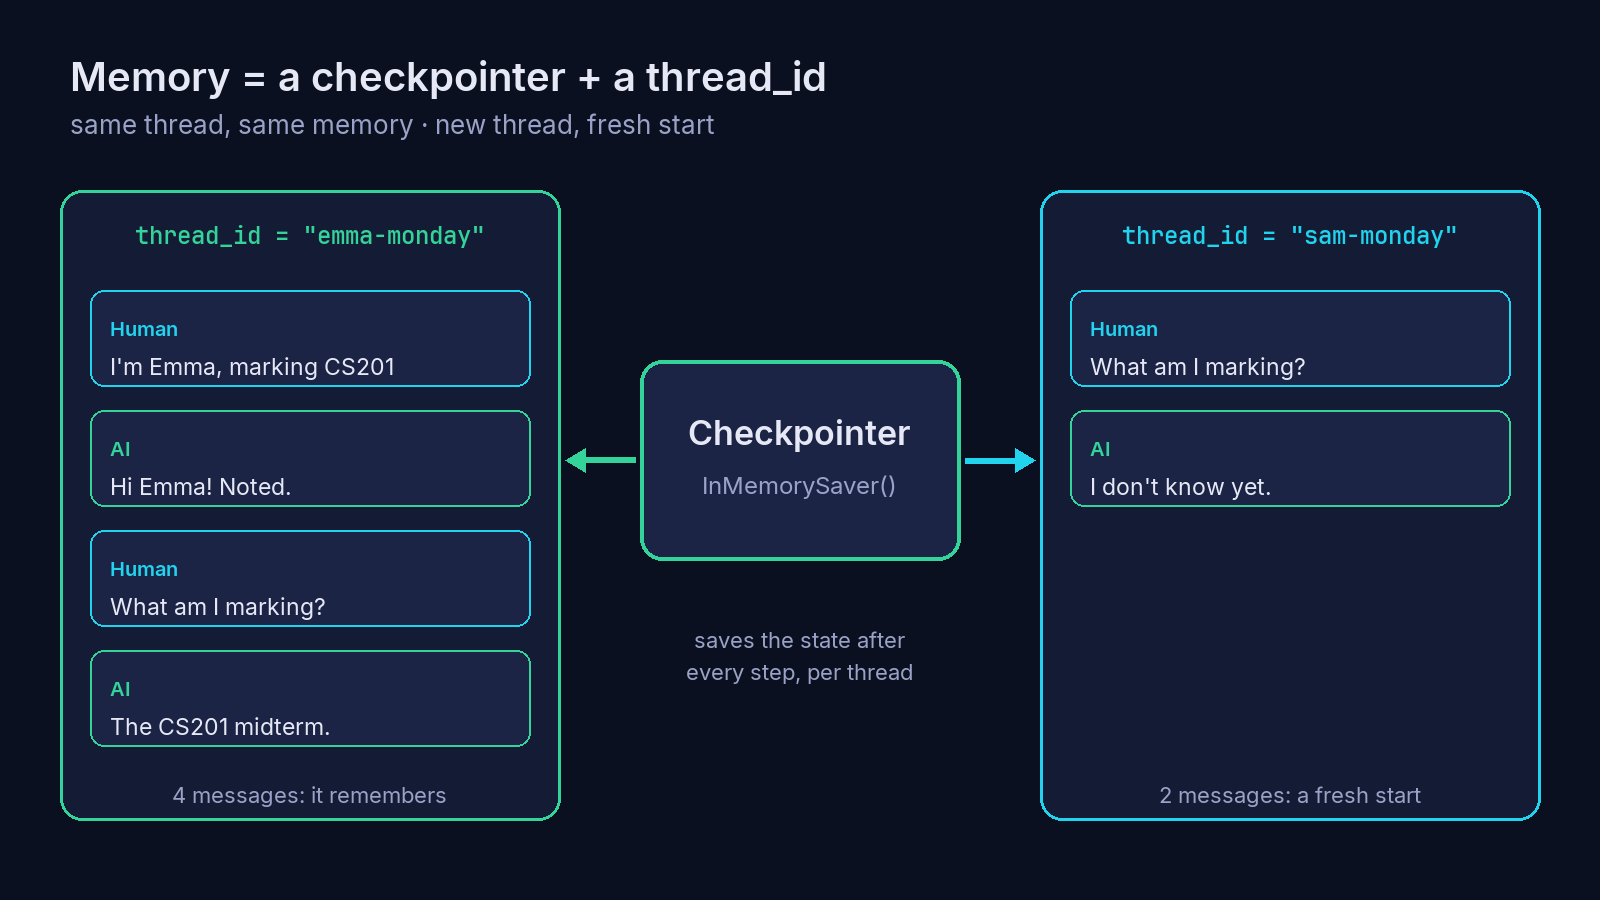 Memory = a checkpointer + a thread_id
same thread, same memory · new thread, fresh start
thread_id = "emma-monday"
Human
I'm Emma, marking CS201
AI
Hi Emma! Noted.
Human
What am I marking?
AI
The CS201 midterm.
4 messages: it remembers
Checkpointer
InMemorySaver()
saves the state after
every step, per thread
thread_id = "sam-monday"
Human
What am I marking?
AI
I don't know yet.
2 messages: a fresh start